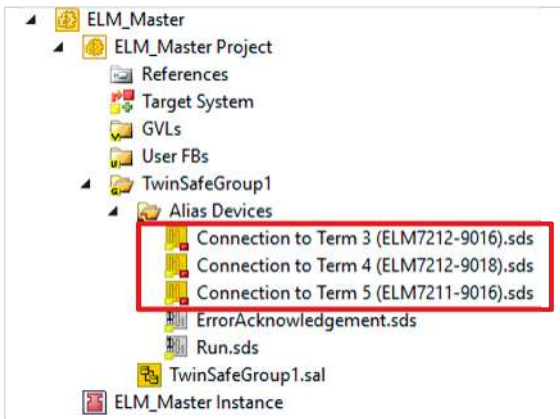 ELM_Master
ELM_Master Project
References
Target System
GVLs
User FBs
TwinSafeGroup1
Alias Devices
Connection to Term 3 (ELM7212-9016).sds
Connection to Term 4 (ELM7212-9018).sds
Connection to Term 5 (ELM7211-9016).sds
ErrorAcknowledgement.sds
Run.sds
TwinSafeGroup1.sal
ELM_Master Instance